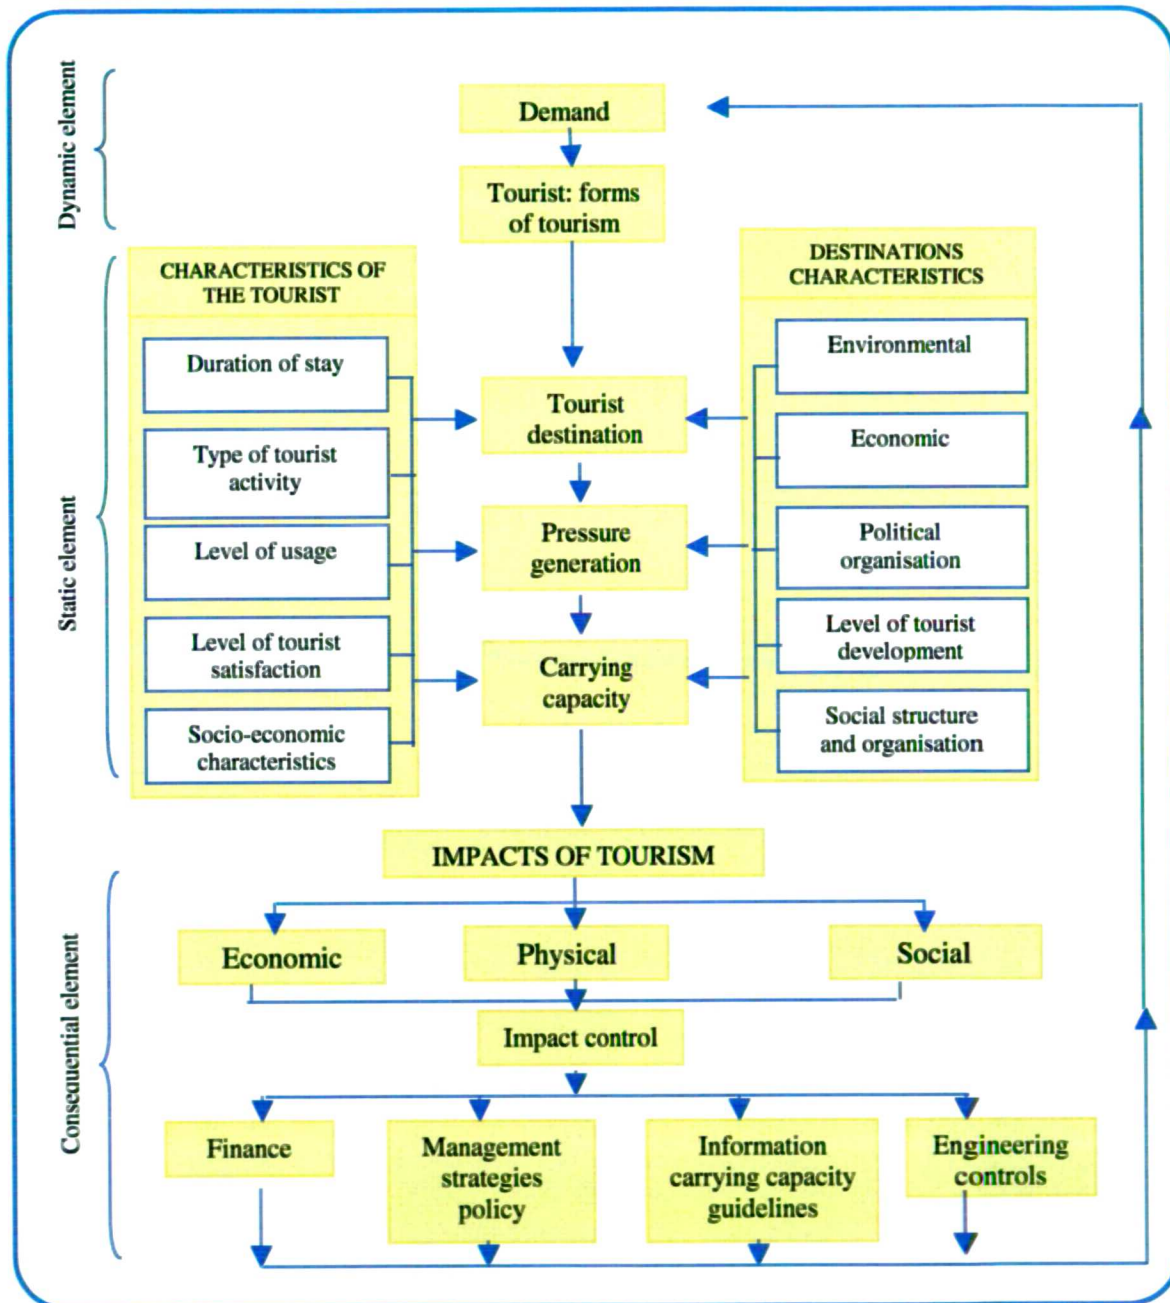 Dynamic element
Demand
Tourist: forms
of tourism
Static element
CHARACTERISTICS OF
THE TOURIST
Duration of stay
Type of tourist
activity
Level of usage
Level of tourist
satisfaction
Socio-economic
characteristics
Tourist
destination
Pressure
generation
Carrying
capacity
DESTINATIONS
CHARACTERISTICS
Environmental
Economic
Political
organisation
Level of tourist
development
Social structure
and organisation
Consequential element
IMPACTS OF TOURISM
Economic
Physical
Social
Impact control
Finance
Management
strategies
policy
Information
carrying capacity
guidelines
Engineering
controls